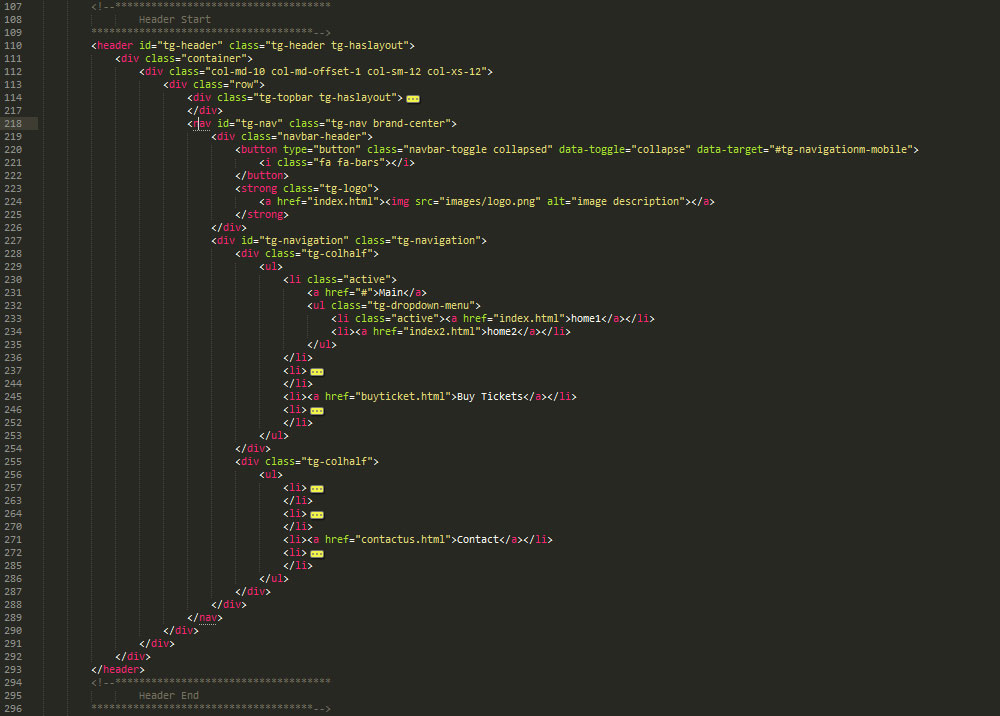 107 <!--************************************
108 Header Start
109 *************************************-->
110 <header id="tg-header" class="tg-header tg-haslayout">
111 <div class="container">
112 <div class="col-md-10 col-md-offset-1 col-sm-12 col-xs-12">
113 <div class="row">
114 <div class="tg-topbar tg-haslayout"> ...
217 </div>
218 <nav id="tg-nav" class="tg-nav brand-center">
219 <div class="navbar-header">
220 <button type="button" class="navbar-toggle collapsed" data-toggle="collapse" data-target="#tg-navigationm-mobile">
221 <i class="fa fa-bars"></i>
222 </button>
223 <strong class="tg-logo">
224 <a href="index.html"><img src="images/logo.png" alt="image description"></a>
225 </strong>
226 </div>
227 <div id="tg-navigation" class="tg-navigation">
228 <div class="tg-colhalf">
229 <ul>
230 <li class="active">
231 <a href="#">Main</a>
232 <ul class="tg-dropdown-menu">
233 <li class="active"><a href="index.html">home1</a></li>
234 <li><a href="index2.html">home2</a></li>
235 </ul>
236 </li>
237 <li> ...
244 </li>
245 <li><a href="buyticket.html">Buy Tickets</a></li>
246 <li> ...
252 </li>
253 </ul>
254 </div>
255 <div class="tg-colhalf">
256 <ul>
257 <li> ...
263 </li>
264 <li> ...
270 </li>
271 <li><a href="contactus.html">Contact</a></li>
272 <li> ...
285 </li>
286 </ul>
287 </div>
288 </div>
289 </nav>
290 </div>
291 </div>
292 </div>
293 </header>
294 <!--************************************
295 Header End
296 *************************************-->